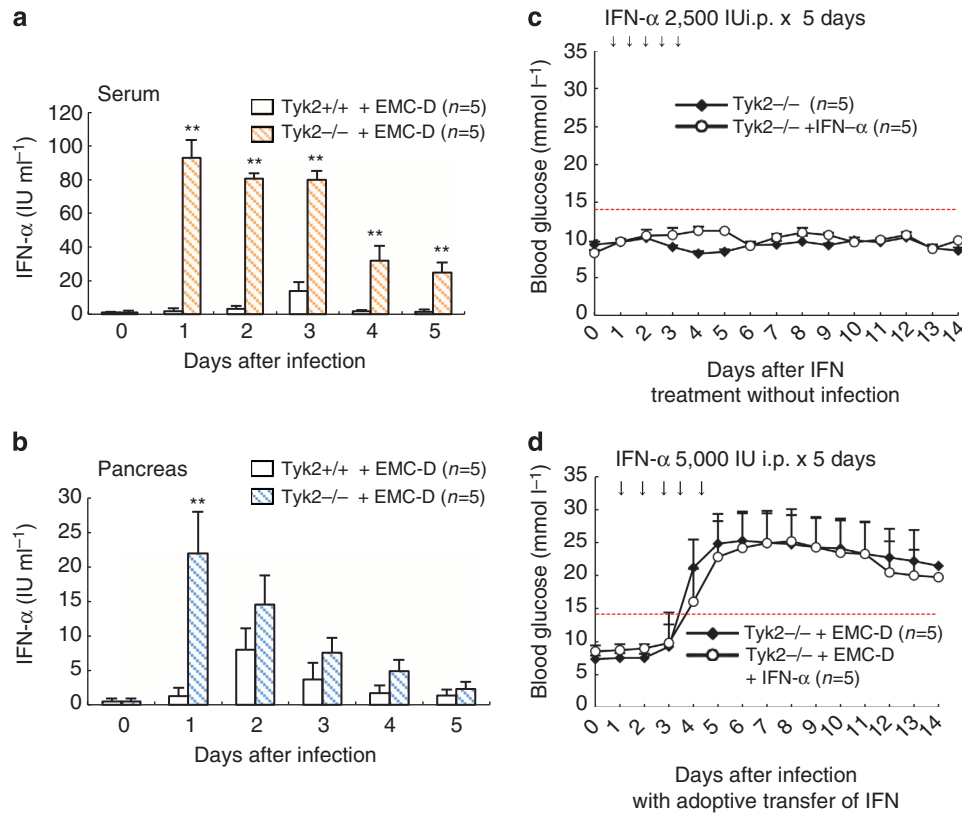 a
Serum
Tyk2+/+ + EMC-D (n=5)
Tyk2–/– + EMC-D (n=5)
IFN-α (IU ml–1)
120
100
80
60
40
20
0
**
**
**
**
**
0 1 2 3 4 5
Days after infection
b
Pancreas
Tyk2+/+ + EMC-D (n=5)
Tyk2–/– + EMC-D (n=5)
IFN-α (IU ml–1)
30
25
20
15
10
5
0
**
0 1 2 3 4 5
Days after infection
c
IFN-α 2,500 IUi.p. x 5 days
↓ ↓ ↓ ↓ ↓
Blood glucose (mmol l–1)
35
30
25
20
15
10
5
0
Tyk2–/– (n=5)
Tyk2–/– +IFN–α (n=5)
0 1 2 3 4 5 6 7 8 9 10 11 12 13 14
Days after IFN
treatment without infection
d
IFN-α 5,000 IU i.p. x 5 days
↓ ↓ ↓ ↓ ↓
Blood glucose (mmol l–1)
35
30
25
20
15
10
5
0
Tyk2–/– + EMC-D (n=5)
Tyk2–/– + EMC-D
+ IFN-α (n=5)
0 1 2 3 4 5 6 7 8 9 10 11 12 13 14
Days after infection
with adoptive transfer of IFN